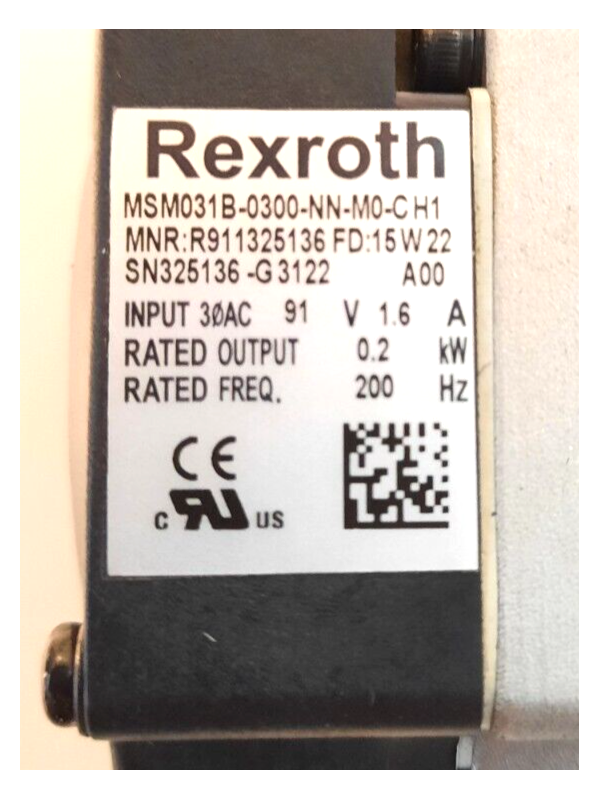 Rexroth
MSM031B-0300-NN-M0-CH1
MNR:R911325136 FD:15W22
SN325136-G3122 A00
INPUT 3ØAC 91 V 1.6 A
RATED OUTPUT 0.2 kW
RATED FREQ. 200 Hz
CE
C RU US